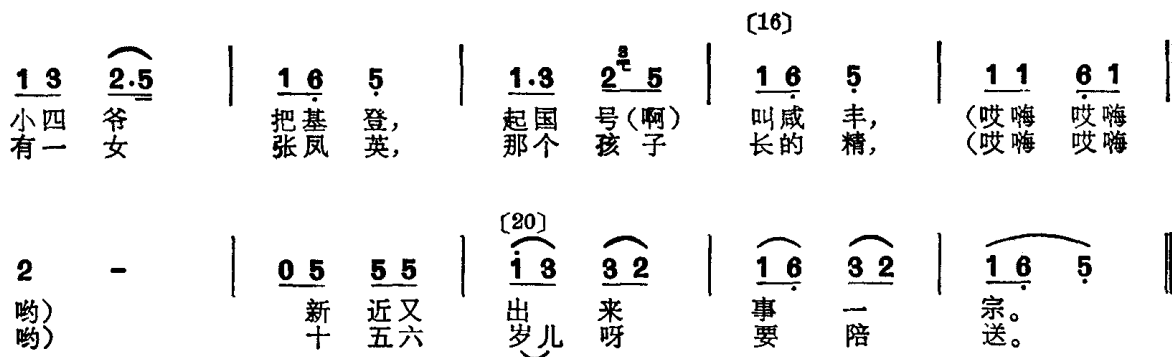 〔16〕
1 3 2·5 | 1 6 5 | 1·3 2 3 5 | 1 6 5 | 1 1 6 1 |
小四 爷 把基 登, 起国 号(啊) 叫咸 丰, (哎嗨 哎嗨
有一 女 张凤 英, 那个 孩子 长的 精, (哎嗨 哎嗨
〔20〕
2 - | 0 5 5 5 | 1 3 3 2 | 1 6 3 2 | 1 6 5 ‖
哟) 新 近又 出 来 事 一 宗。
哟) 十 五六 岁儿 呀 要 陪 送。